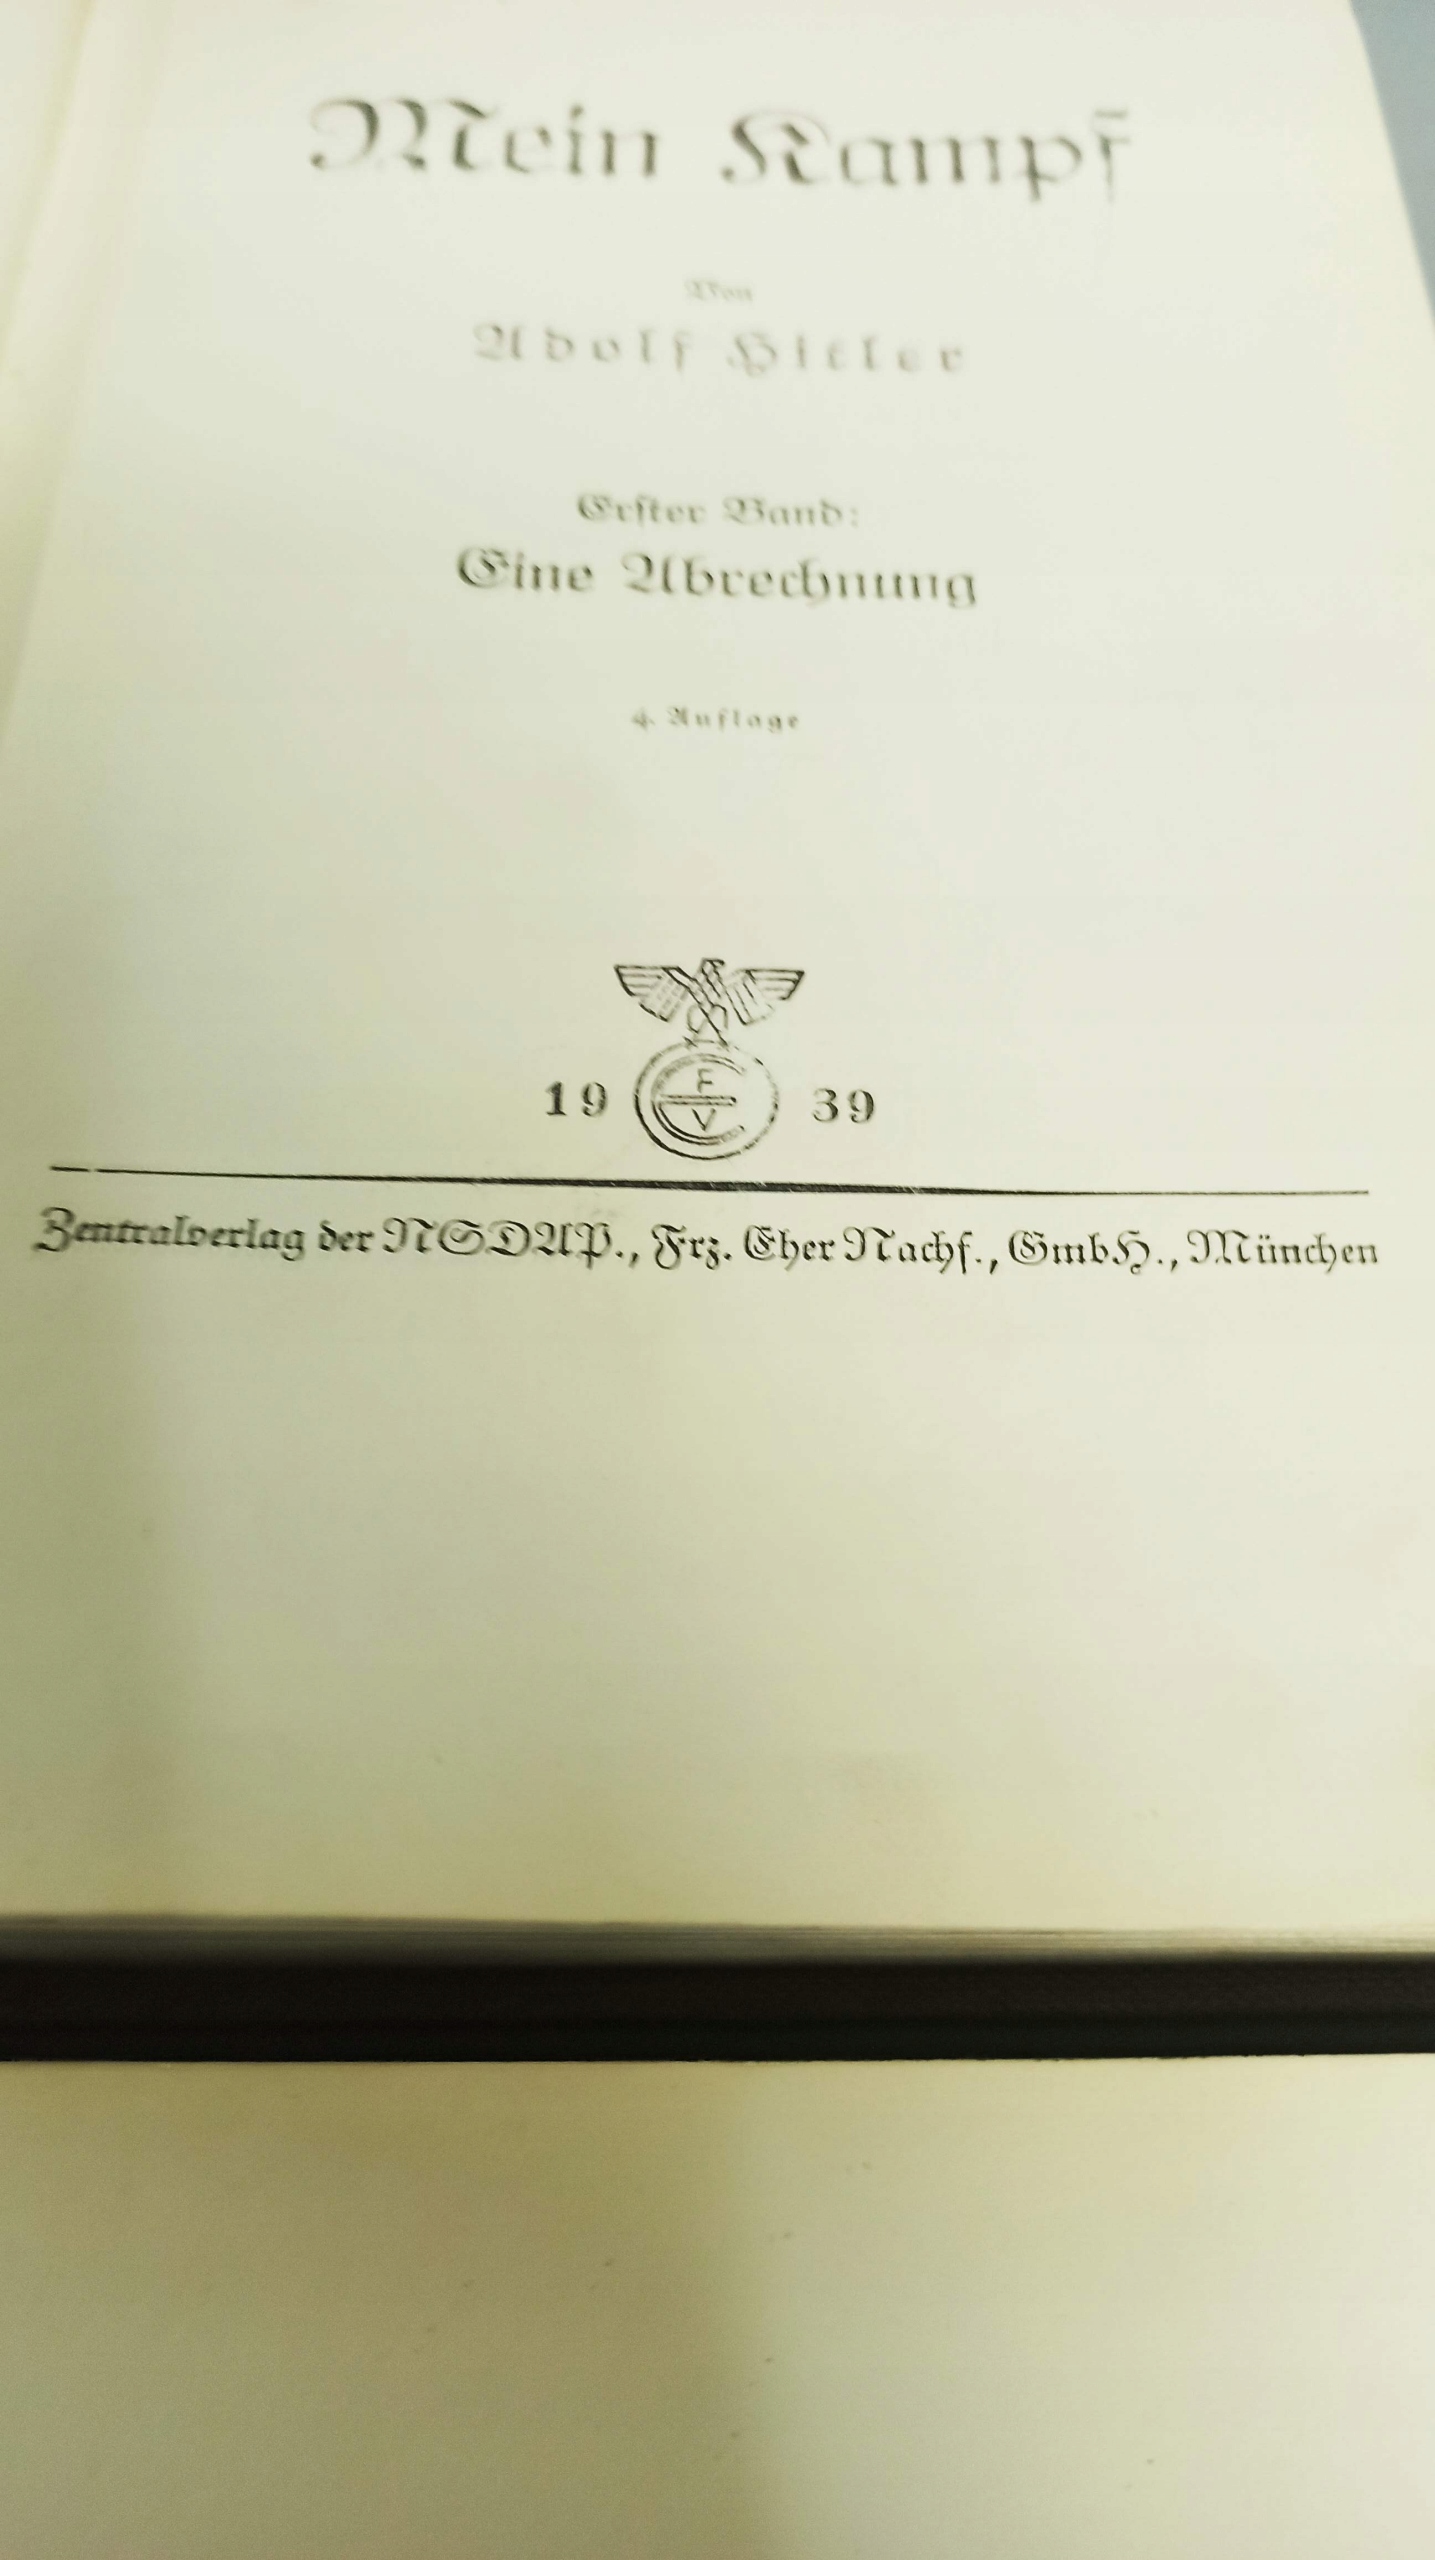 Mein Kampf
Von
Adolf Hitler
Erster Band:
Eine Abrechnung
4. Auflage
F
V
19 39
Zentralverlag der NSDAP., Frz. Eher Nachf., GmbH., München